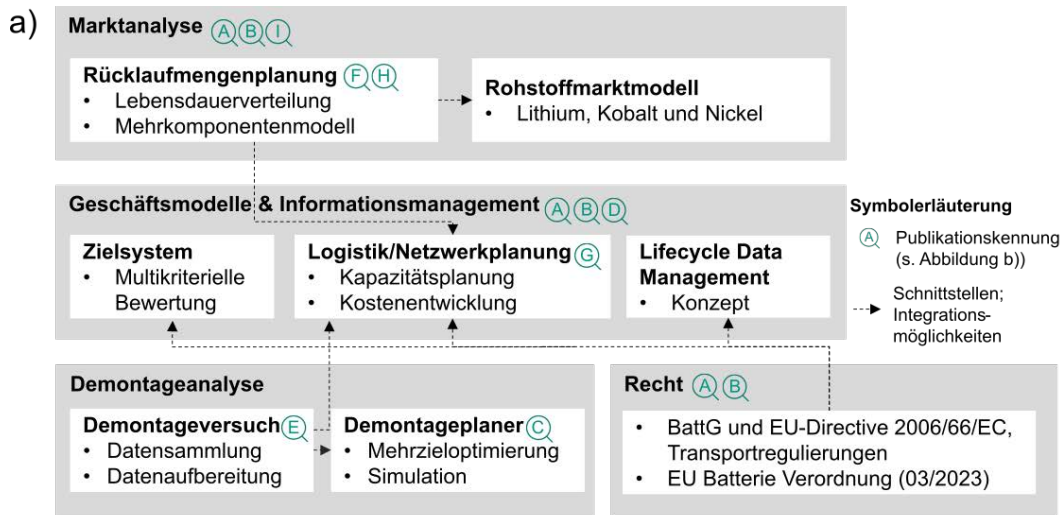 a)
Marktanalyse A B I
Rücklaufmengenplanung F H
• Lebensdauerverteilung
• Mehrkomponentenmodell
Rohstoffmarktmodell
• Lithium, Kobalt und Nickel
Geschäftsmodelle & Informationsmanagement A B D
Zielsystem
• Multikriterielle
Bewertung
Logistik/Netzwerkplanung G
• Kapazitätsplanung
• Kostenentwicklung
Lifecycle Data
Management
• Konzept
Symbolerläuterung
A Publikationskennung
(s. Abbildung b))
Schnittstellen;
Integrations-
möglichkeiten
Demontageanalyse
Demontageversuch E
• Datensammlung
• Datenaufbereitung
Demontageplaner C
• Mehrzieloptimierung
• Simulation
Recht A B
• BattG und EU-Directive 2006/66/EC,
Transportregulierungen
• EU Batterie Verordnung (03/2023)